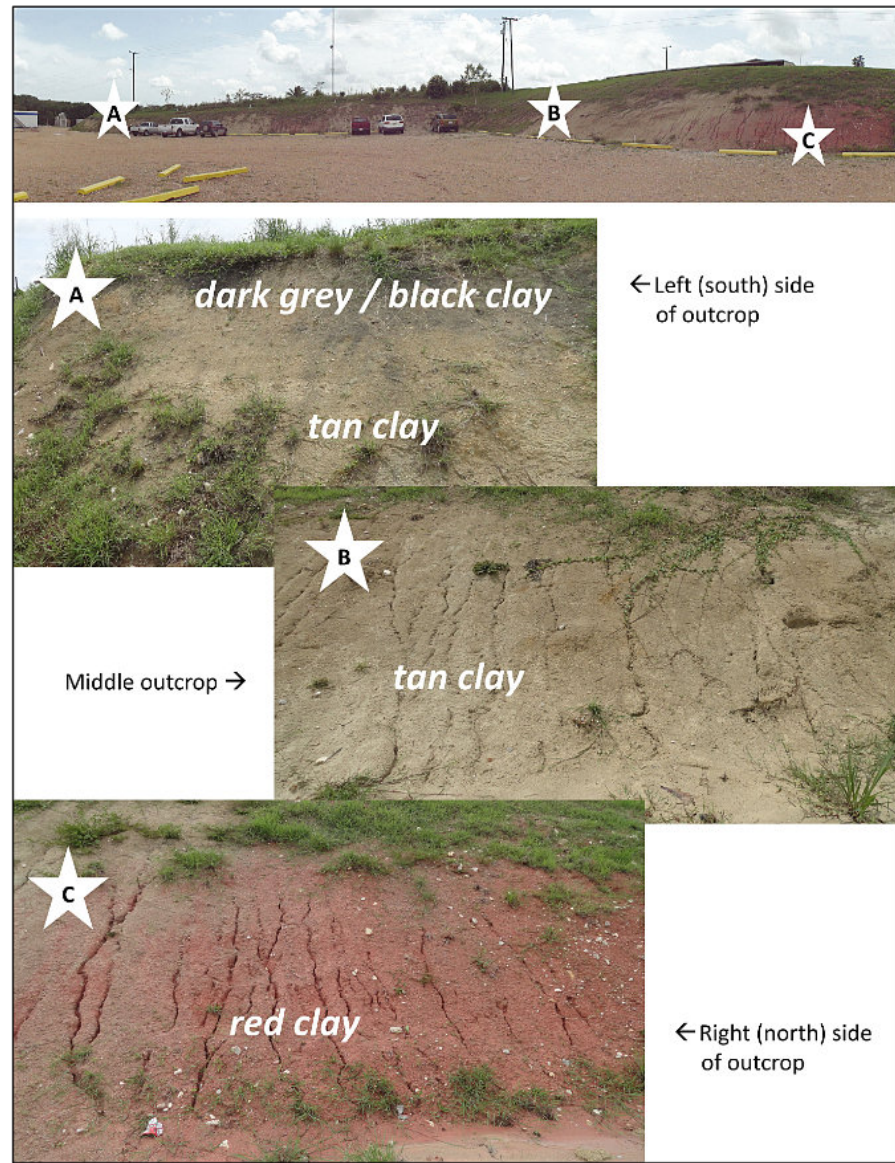 A
B
C
A
dark grey / black clay
←Left (south) side
of outcrop
tan clay
B
Middle outcrop →
tan clay
C
red clay
←Right (north) side
of outcrop